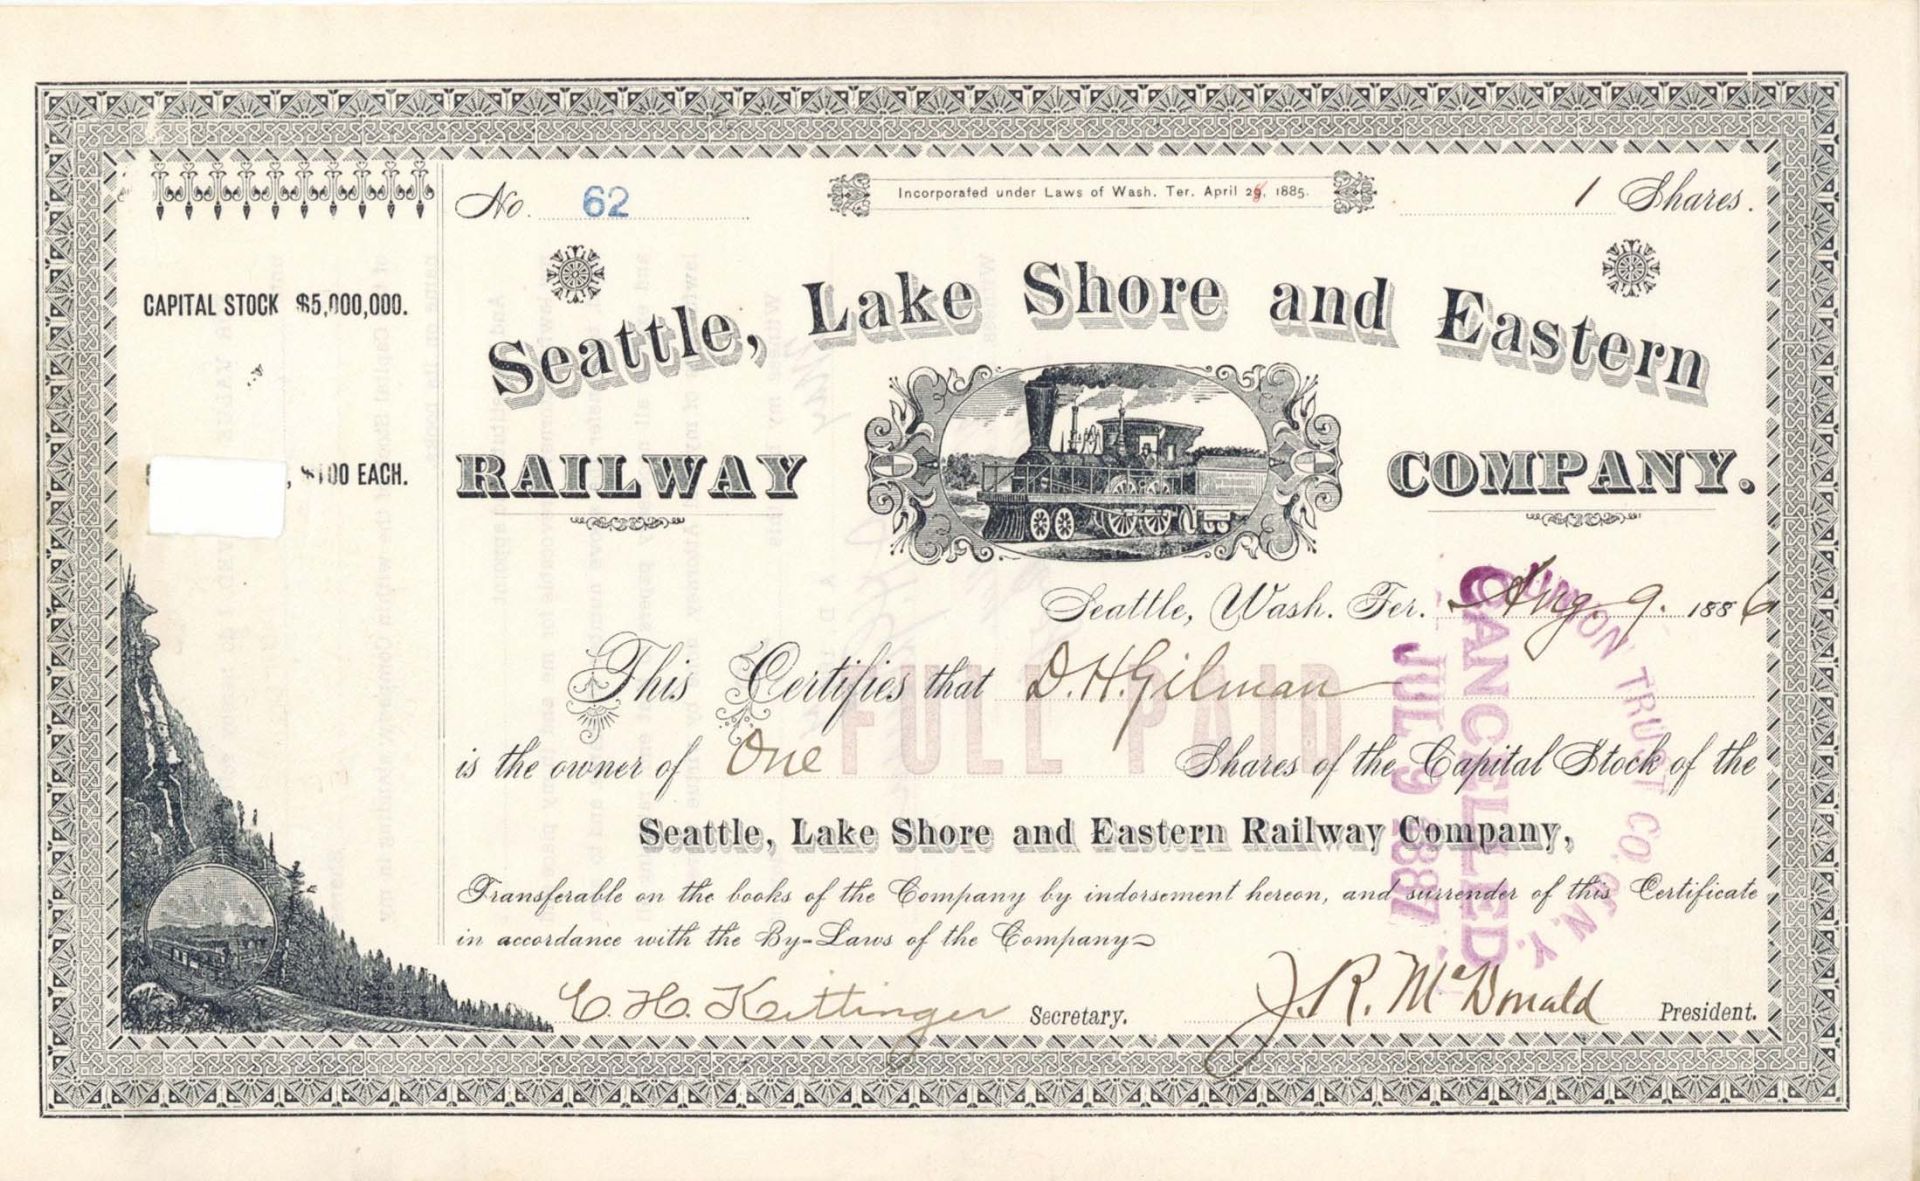 No. 62
Incorporated under Laws of Wash. Ter. April 28, 1885.
1 Shares.
CAPITAL STOCK $5,000,000.
$100 EACH.
Seattle, Lake Shore and Eastern
RAILWAY COMPANY.
Seattle, Wash. Ter. Aug. 9. 1886
This Certifies that D. H. Gilman
is the owner of One Shares of the Capital Stock of the
FULL PAID
Seattle, Lake Shore and Eastern Railway Company,
Transferable on the books of the Company by indorsement hereon, and surrender of this Certificate
in accordance with the By-Laws of the Company
C. H. Kittinger Secretary.
J. R. McDonald President.
UNION TRUST CO. OF N. Y.
CANCELLED
JUL 9 1887